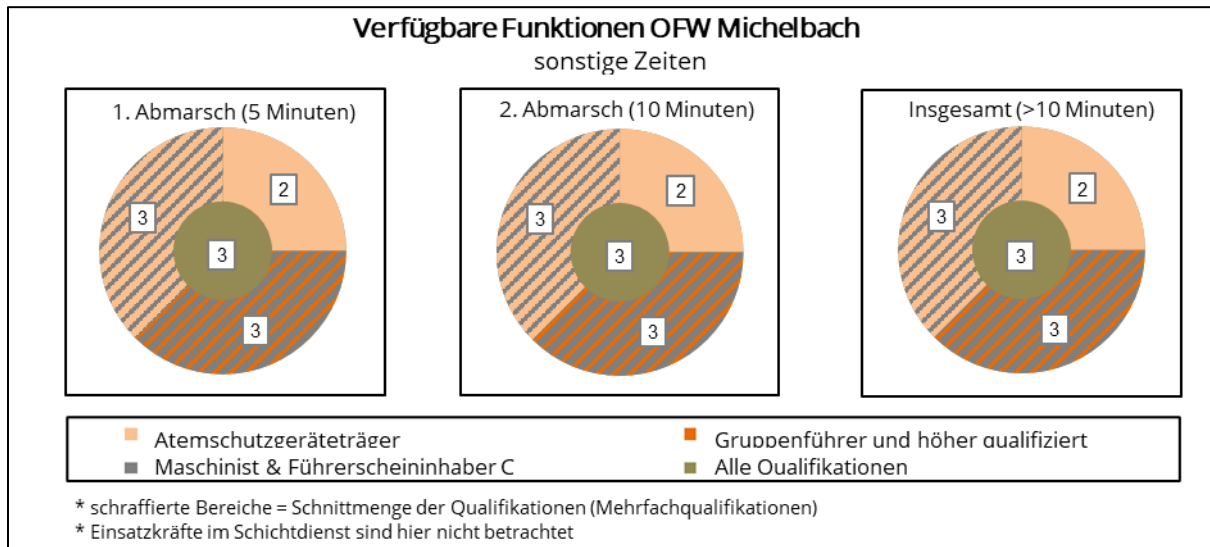 Verfügbare Funktionen OFW Michelbach
sonstige Zeiten
1. Abmarsch (5 Minuten)
2
3
3
3
2. Abmarsch (10 Minuten)
2
3
3
3
Insgesamt (>10 Minuten)
2
3
3
3
Atemschutzgeräteträger
Gruppenführer und höher qualifiziert
Maschinist & Führerscheininhaber C
Alle Qualifikationen
* schraffierte Bereiche = Schnittmenge der Qualifikationen (Mehrfachqualifikationen)
* Einsatzkräfte im Schichtdienst sind hier nicht betrachtet